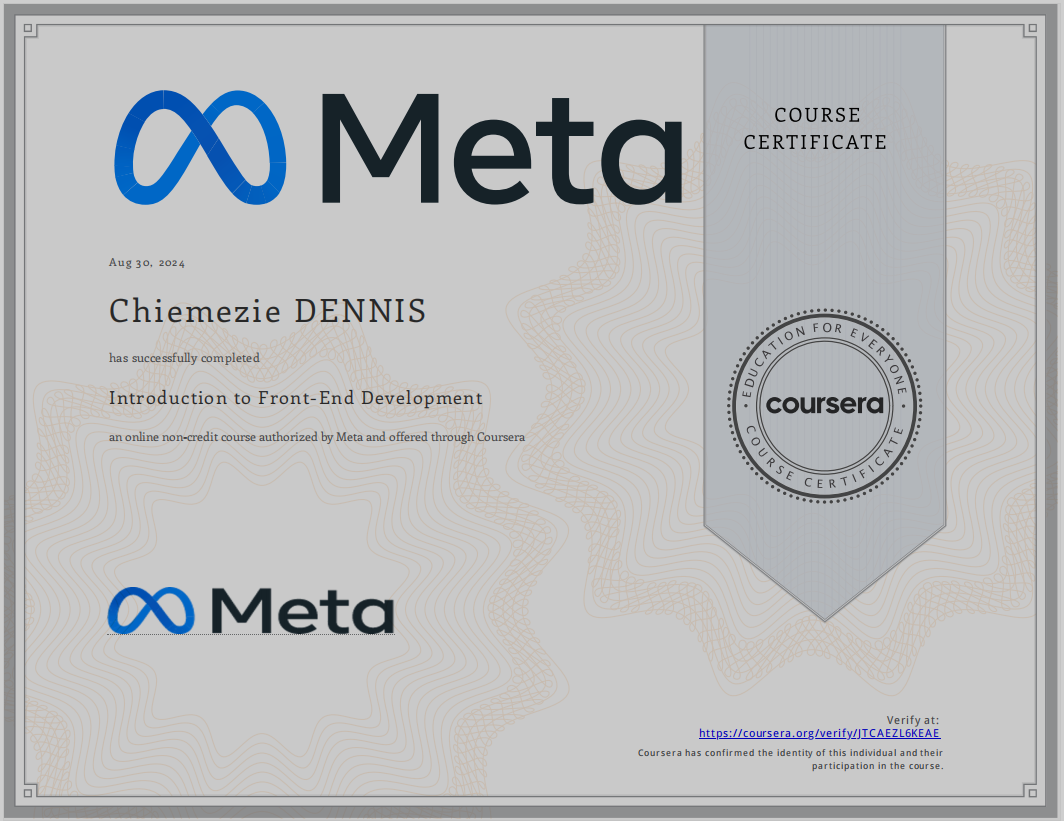 Meta
COURSE
CERTIFICATE
Aug 30, 2024
Chiemezie DENNIS
has successfully completed
Introduction to Front-End Development
an online non-credit course authorized by Meta and offered through Coursera
EDUCATION FOR EVERYONE
coursera
COURSE CERTIFICATE
Meta
Verify at:
https://coursera.org/verify/JTCAEZL6KEAE
Coursera has confirmed the identity of this individual and their
participation in the course.